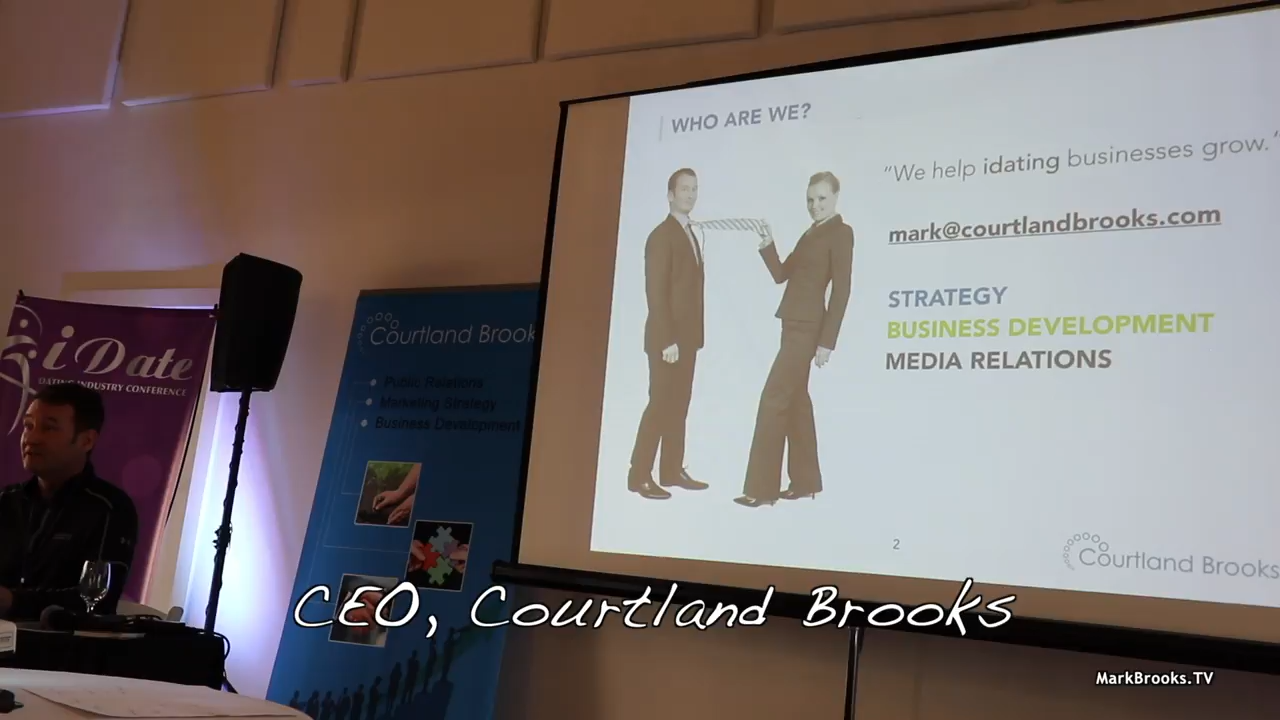 WHO ARE WE?
"We help idating businesses grow."
mark@courtlandbrooks.com
STRATEGY
BUSINESS DEVELOPMENT
MEDIA RELATIONS
2
Courtland Brooks
i Date
DATING INDUSTRY CONFERENCE
Courtland Brook
Public Relations
Marketing Strategy
Business Development
CEO, Courtland Brooks
MarkBrooks.TV